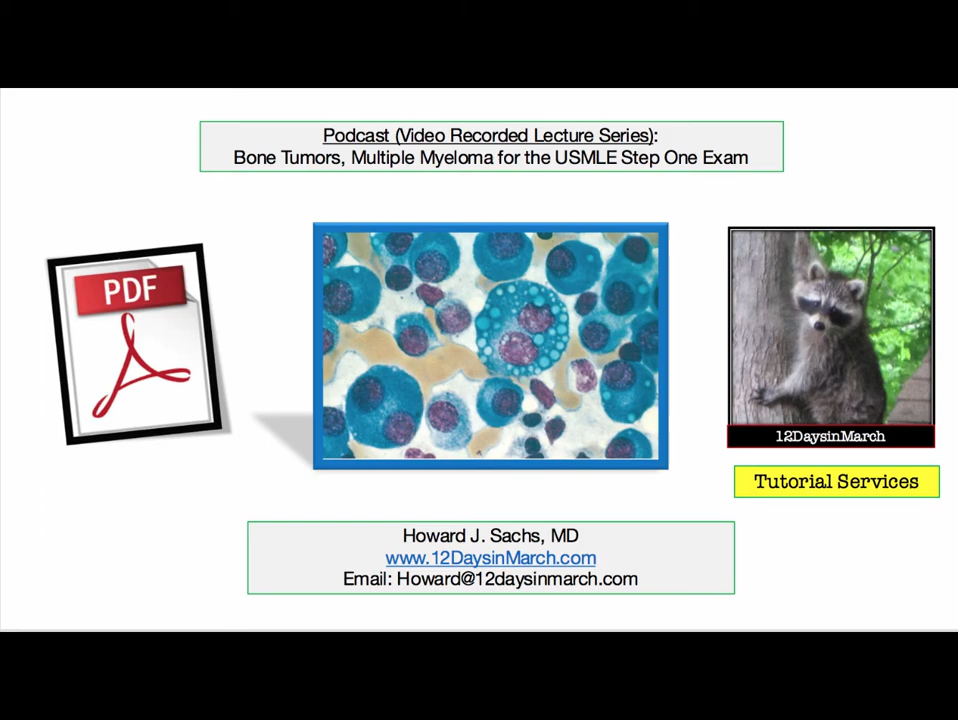 Podcast (Video Recorded Lecture Series):
Bone Tumors, Multiple Myeloma for the USMLE Step One Exam
PDF
12DaysinMarch
Tutorial Services
Howard J. Sachs, MD
www.12DaysinMarch.com
Email: Howard@12daysinmarch.com